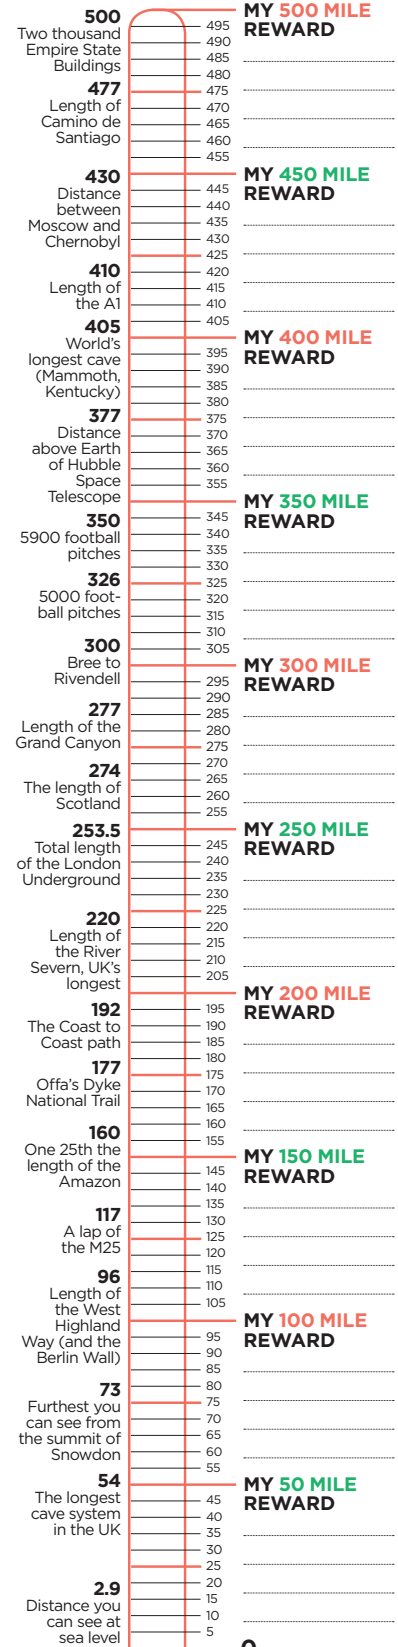 500
Two thousand
Empire State
Buildings
477
Length of
Camino de
Santiago
430
Distance
between
Moscow and
Chernobyl
410
Length of
the A1
405
World's
longest cave
(Mammoth,
Kentucky)
377
Distance
above Earth
of Hubble
Space
Telescope
350
5900 football
pitches
326
5000 foot-
ball pitches
300
Bree to
Rivendell
277
Length of the
Grand Canyon
274
The length of
Scotland
253.5
Total length
of the London
Underground
220
Length of
the River
Severn, UK's
longest
192
The Coast to
Coast path
177
Offa's Dyke
National Trail
160
One 25th the
length of the
Amazon
117
A lap of
the M25
96
Length of
the West
Highland
Way (and the
Berlin Wall)
73
Furthest you
can see from
the summit of
Snowdon
54
The longest
cave system
in the UK
2.9
Distance you
can see at
sea level
495
490
485
480
475
470
465
460
455
445
440
435
430
425
420
415
410
405
395
390
385
380
375
370
365
360
355
345
340
335
330
325
320
315
310
305
295
290
285
280
275
270
265
260
255
245
240
235
230
225
220
215
210
205
195
190
185
180
175
170
165
160
155
145
140
135
130
125
120
115
110
105
95
90
85
80
75
70
65
60
55
45
40
35
30
25
20
15
10
5
MY 500 MILE
REWARD
MY 450 MILE
REWARD
MY 400 MILE
REWARD
MY 350 MILE
REWARD
MY 300 MILE
REWARD
MY 250 MILE
REWARD
MY 200 MILE
REWARD
MY 150 MILE
REWARD
MY 100 MILE
REWARD
MY 50 MILE
REWARD